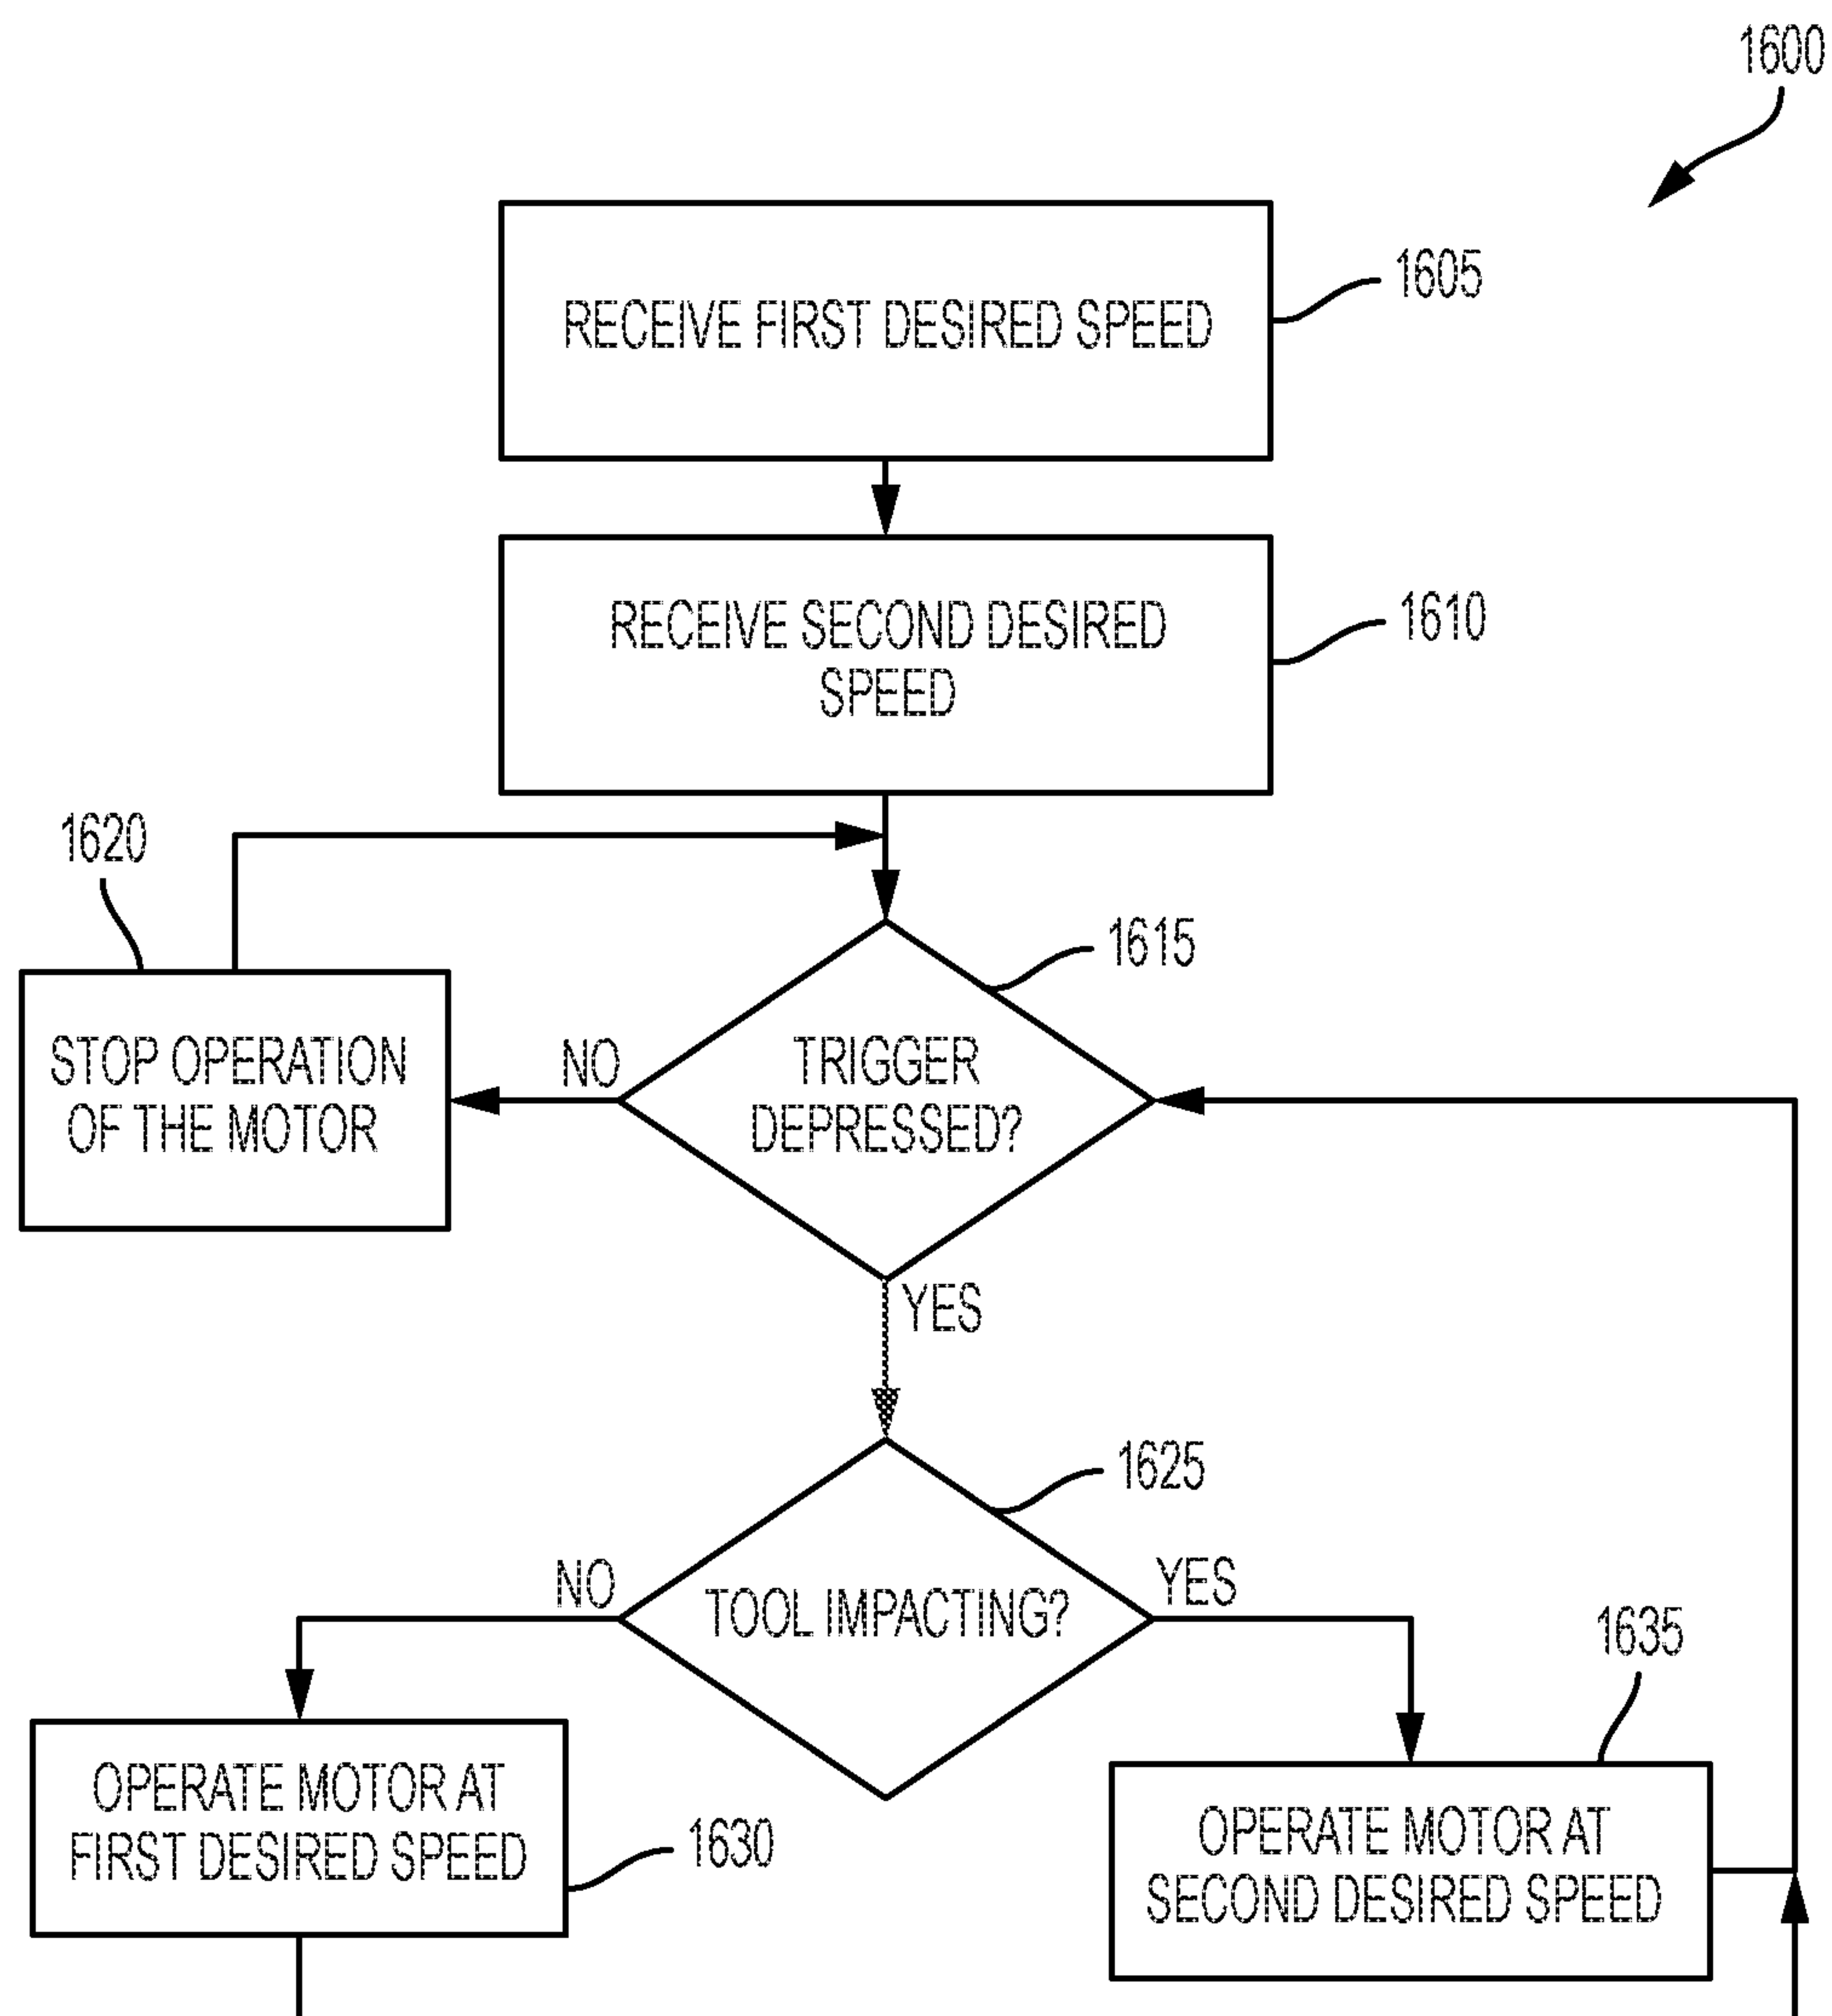 1600
RECEIVE FIRST DESIRED SPEED
1605
RECEIVE SECOND DESIRED
SPEED
1610
1620
1615
STOP OPERATION
OF THE MOTOR
NO
TRIGGER
DEPRESSED?
YES
1625
NO
TOOL IMPACTING?
YES
1635
OPERATE MOTOR AT
FIRST DESIRED SPEED
1630
OPERATE MOTOR AT
SECOND DESIRED SPEED